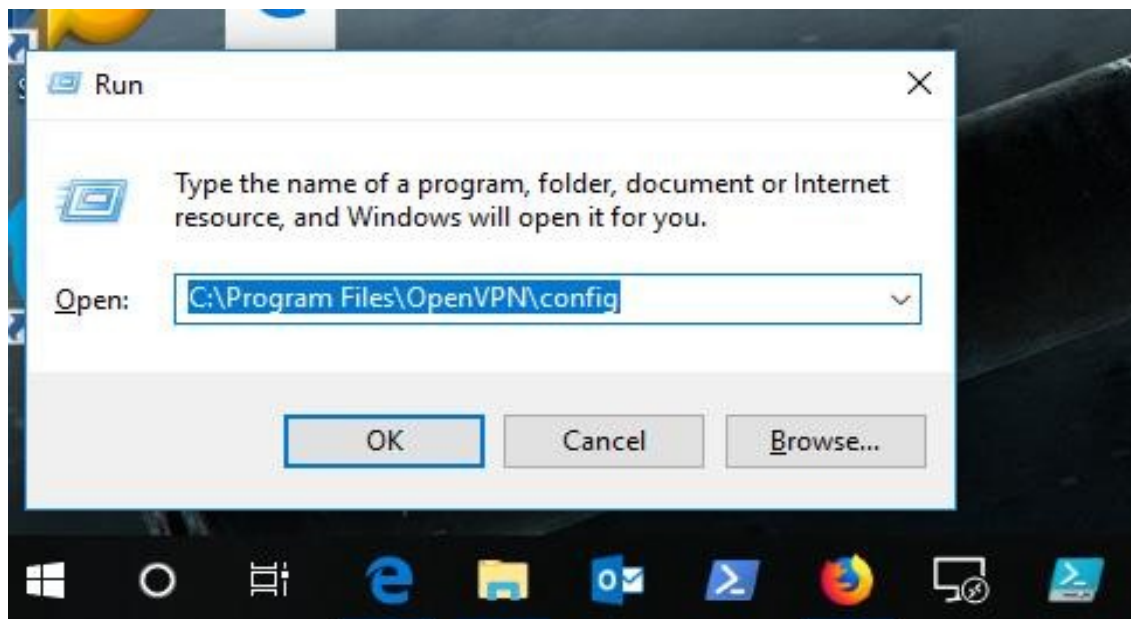 Run
Type the name of a program, folder, document or Internet
resource, and Windows will open it for you.
Open:
C:\Program Files\OpenVPN\config
OK
Cancel
Browse...